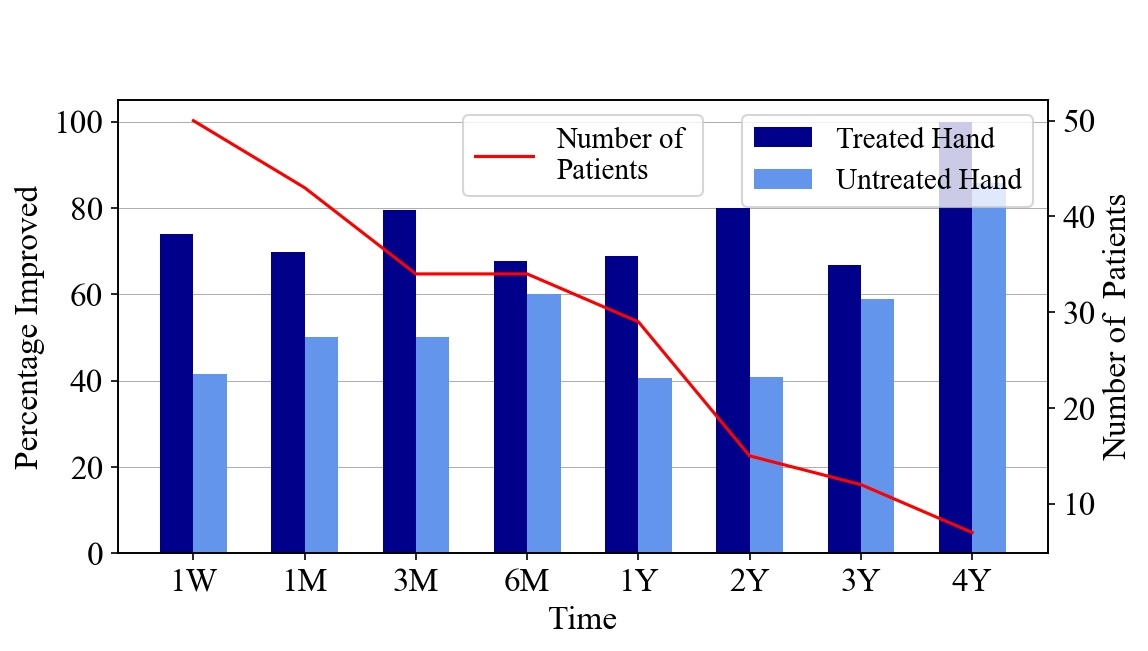 Percentage Improved
100
80
60
40
20
0
Number of
Patients
Treated Hand
Untreated Hand
50
40
30
20
10
Number of Patients
1W 1M 3M 6M 1Y 2Y 3Y 4Y
Time